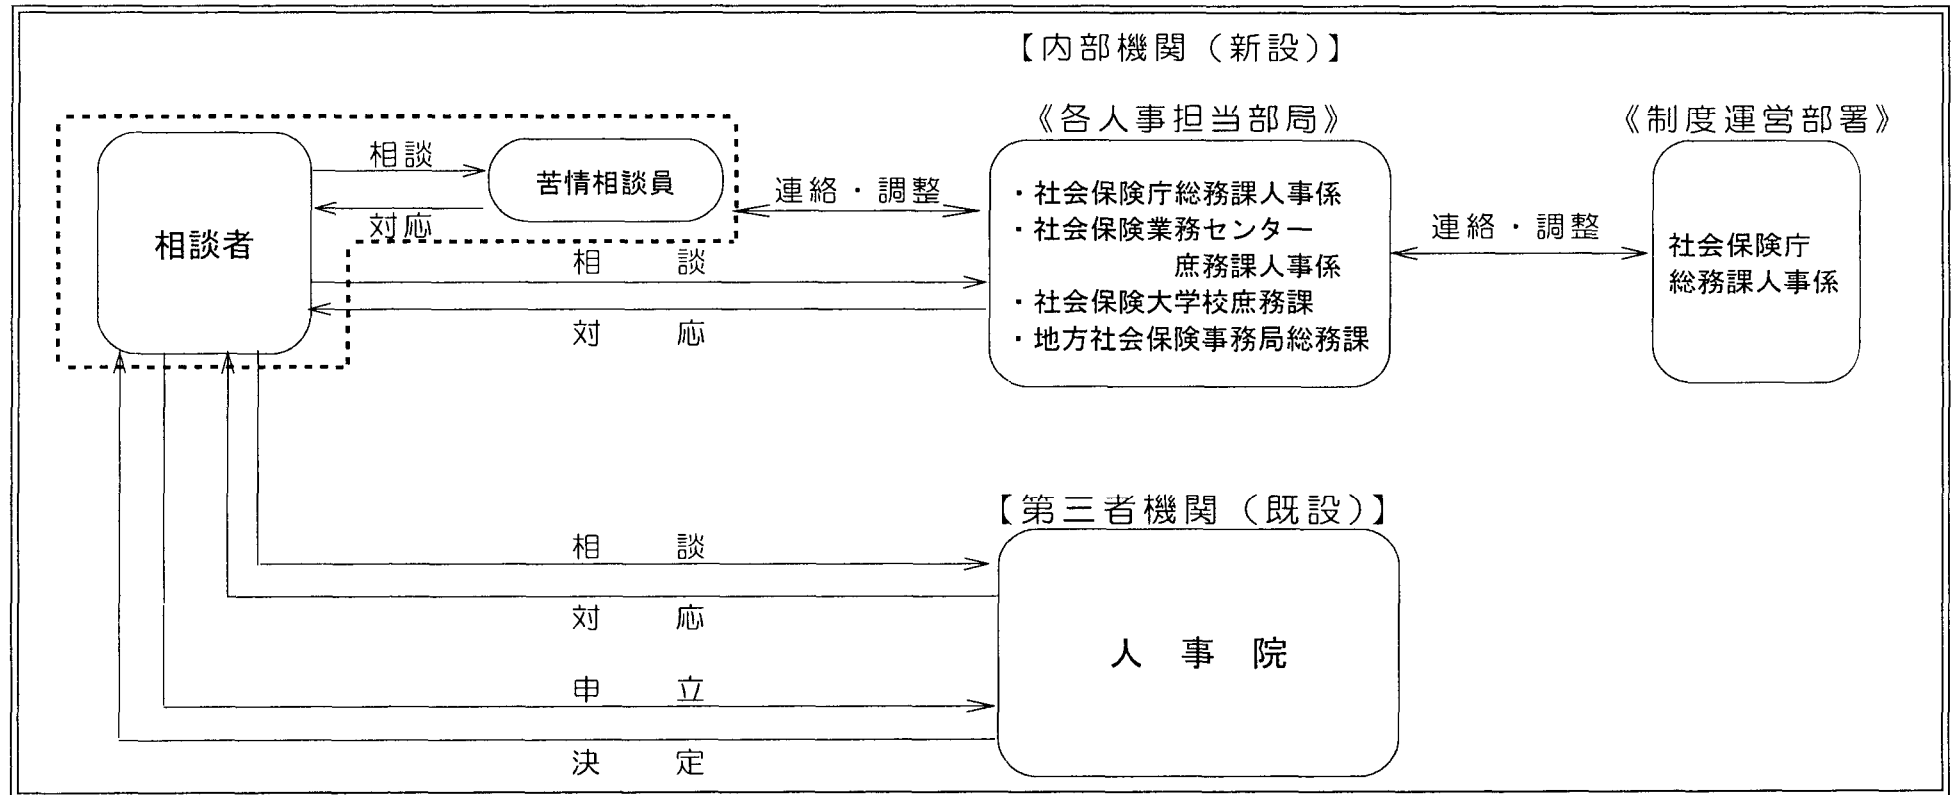 【内部機関（新設）】
《各人事担当部局》
《制度運営部署》
相談者
相談
対応
苦情相談員
連絡・調整
相談
対応
・社会保険庁総務課人事係
・社会保険業務センター
庶務課人事係
・社会保険大学校庶務課
・地方社会保険事務局総務課
連絡・調整
社会保険庁
総務課人事係
【第三者機関（既設）】
相談
対応
申立
決定
人事院